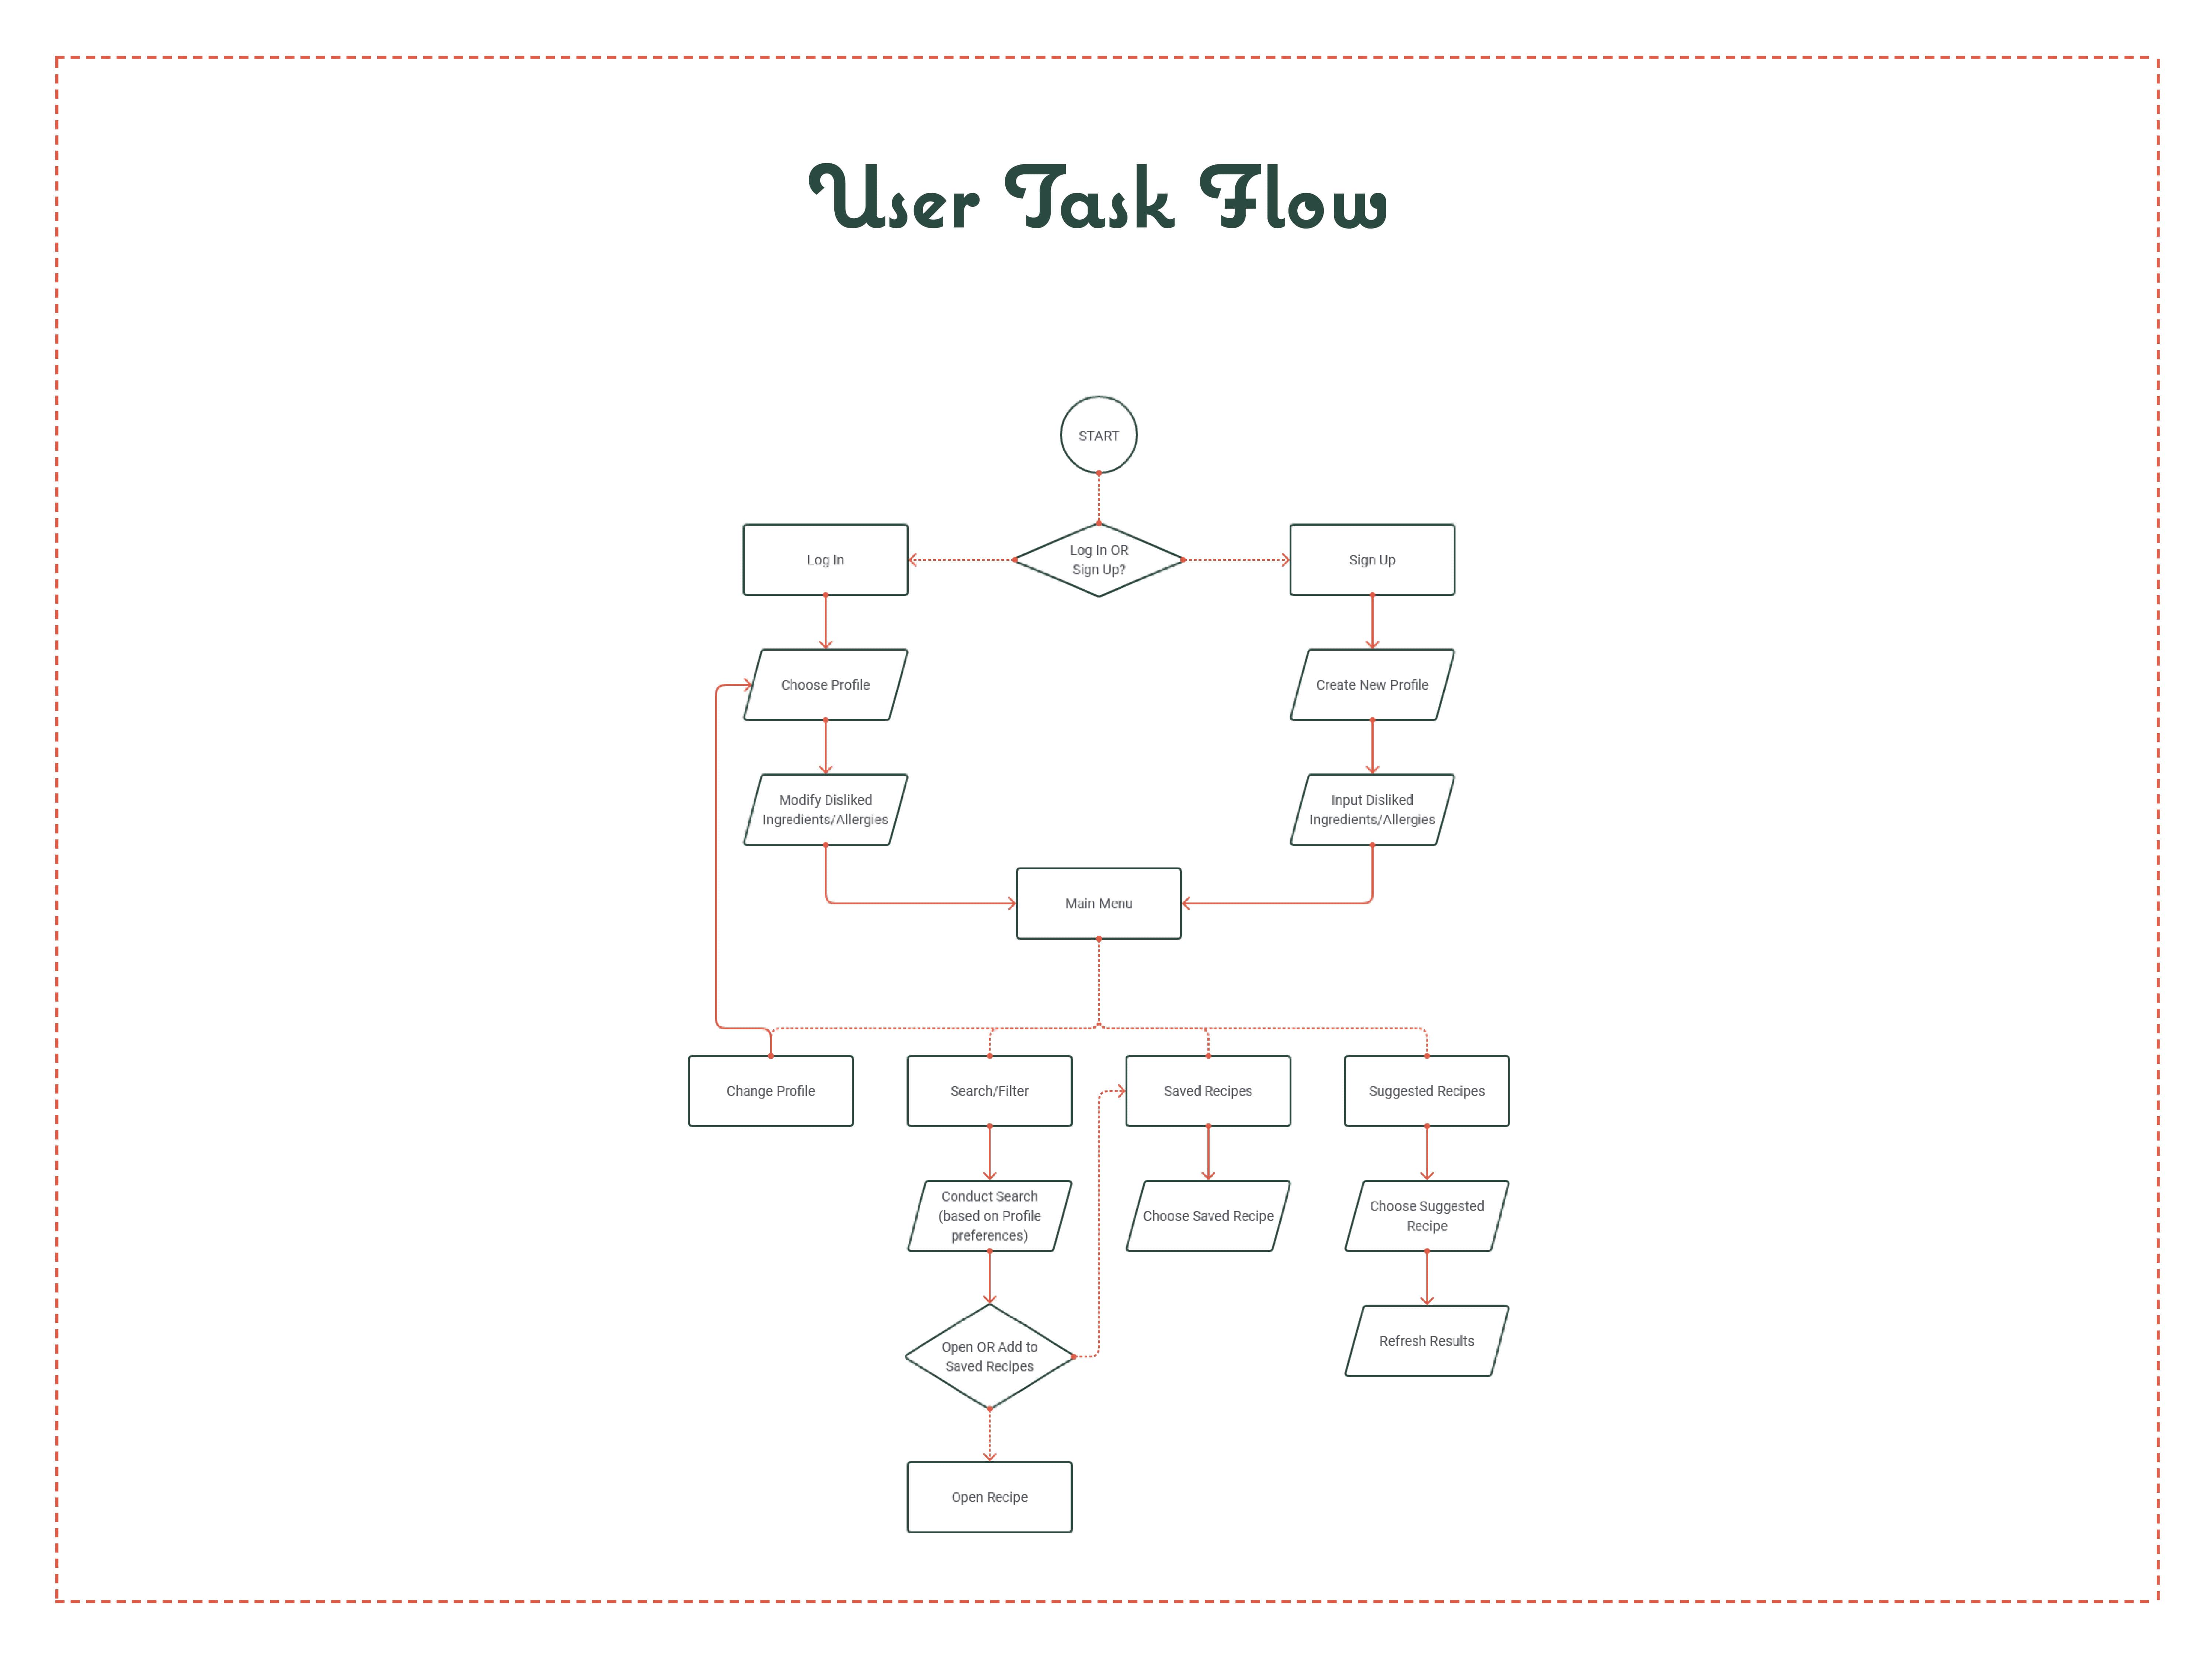 User Task Flow
START
Log In
Log In OR
Sign Up?
Sign Up
Choose Profile
Create New Profile
Modify Disliked
Ingredients/Allergies
Input Disliked
Ingredients/Allergies
Main Menu
Change Profile
Search/Filter
Saved Recipes
Suggested Recipes
Conduct Search
(based on Profile
preferences)
Choose Saved Recipe
Choose Suggested
Recipe
Open OR Add to
Saved Recipes
Refresh Results
Open Recipe